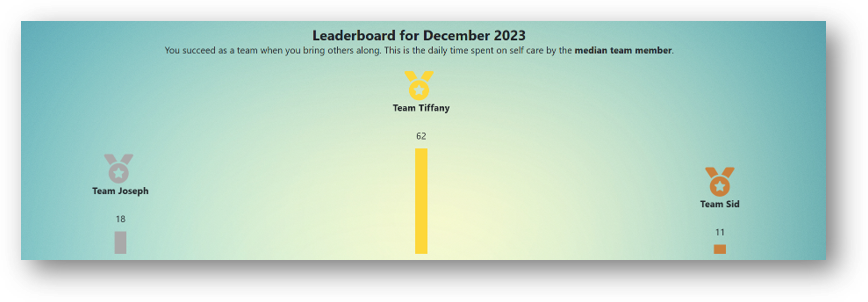 Leaderboard for December 2023
You succeed as a team when you bring others along. This is the daily time spent on self care by the median team member.
Team Tiffany
62
Team Joseph
18
Team Sid
11